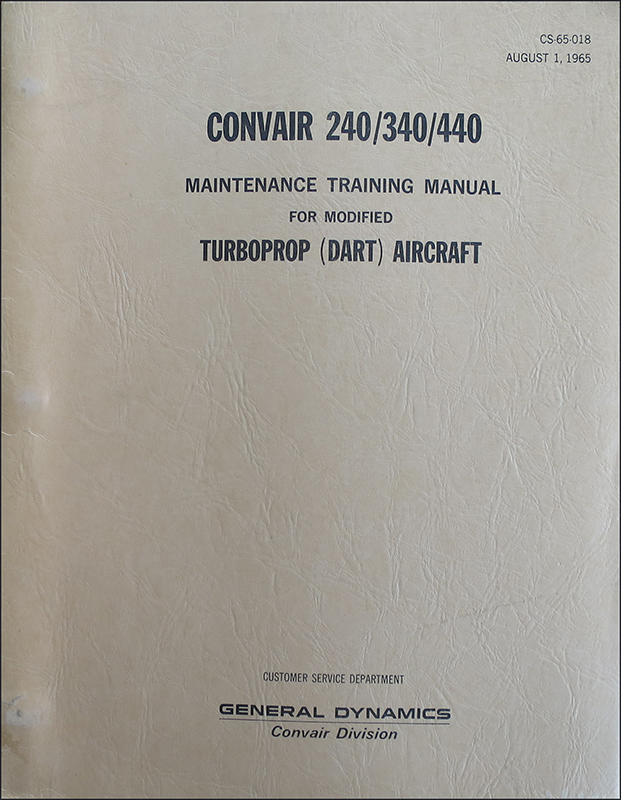 CS-65-018
AUGUST 1, 1965
CONVAIR 240/340/440
MAINTENANCE TRAINING MANUAL
FOR MODIFIED
TURBOPROP (DART) AIRCRAFT
CUSTOMER SERVICE DEPARTMENT
GENERAL DYNAMICS
Convair Division